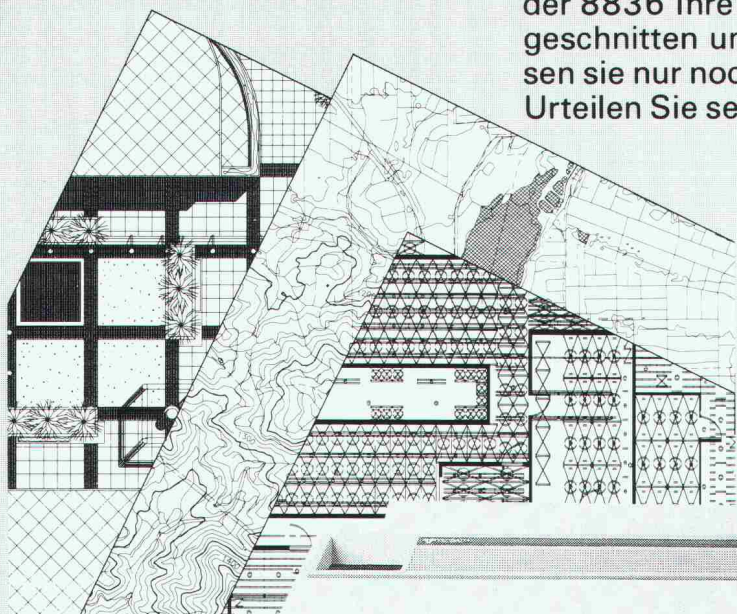 der 8836 Ihre
geschnitten un
sen sie nur noc
Urteilen Sie se